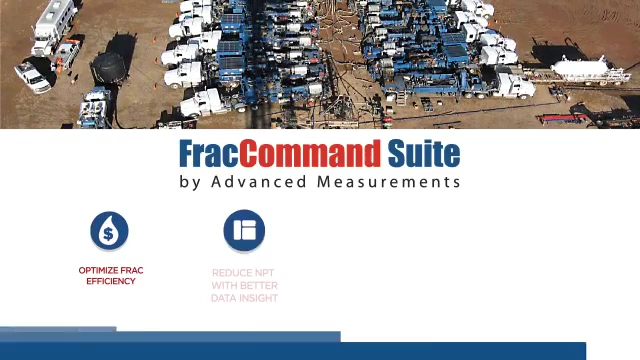 FracCommand Suite
by Advanced Measurements
$
OPTIMIZE FRAC
EFFICIENCY
REDUCE NPT
WITH BETTER
DATA INSIGHT